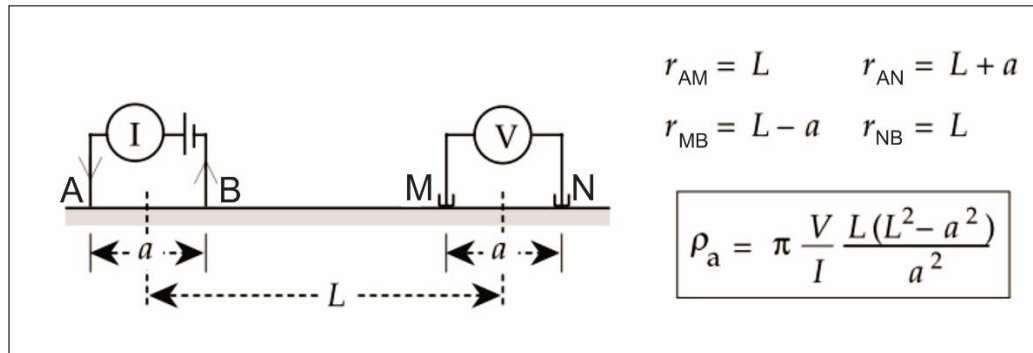 I
V
A
B
M
N
a
a
L
r_AM = L
r_AN = L + a
r_MB = L – a
r_NB = L
ρ_a = π V/I L(L² – a²)/a²